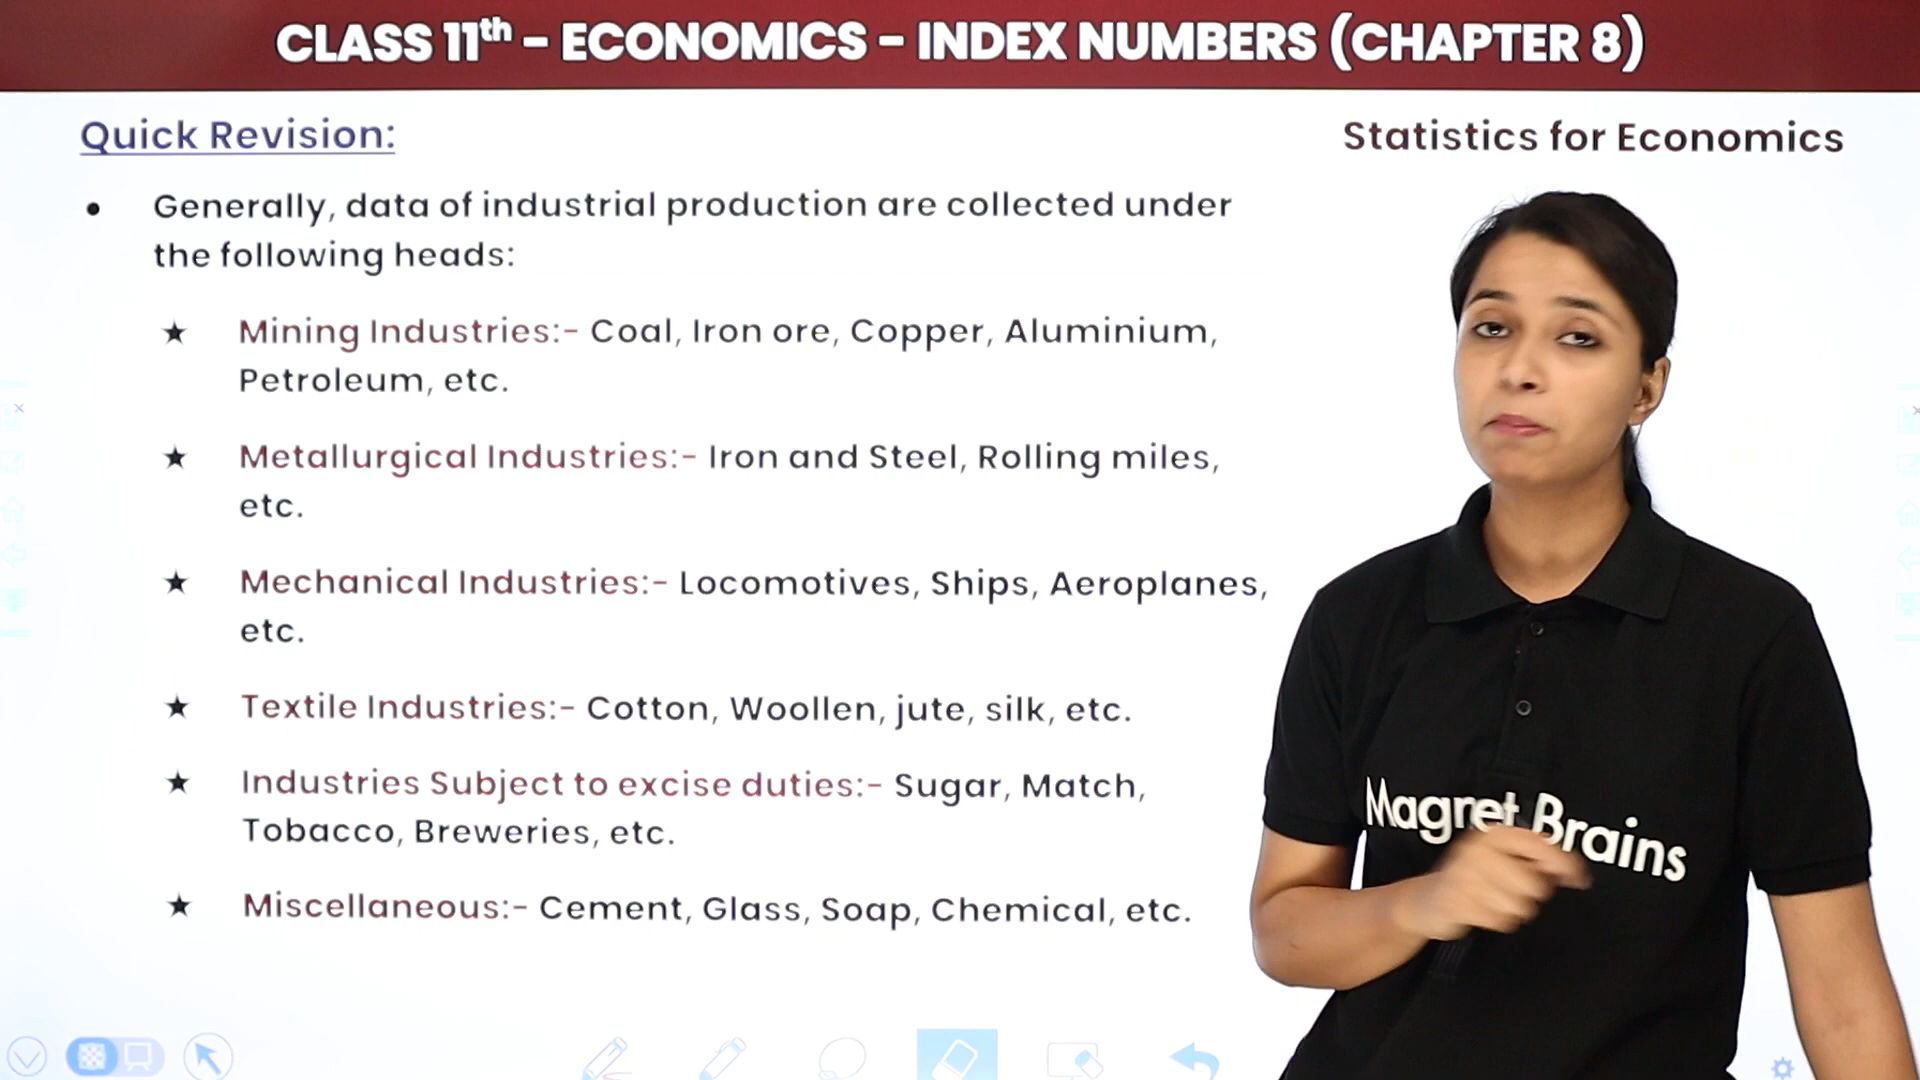 CLASS 11th - ECONOMICS - INDEX NUMBERS (CHAPTER 8)
Quick Revision:
Statistics for Economics
• Generally, data of industrial production are collected under
the following heads:
★ Mining Industries:- Coal, Iron ore, Copper, Aluminium,
Petroleum, etc.
★ Metallurgical Industries:- Iron and Steel, Rolling miles,
etc.
★ Mechanical Industries:- Locomotives, Ships, Aeroplanes,
etc.
★ Textile Industries:- Cotton, Woollen, jute, silk, etc.
★ Industries Subject to excise duties:- Sugar, Match,
Tobacco, Breweries, etc.
★ Miscellaneous:- Cement, Glass, Soap, Chemical, etc.
Magnet Brains